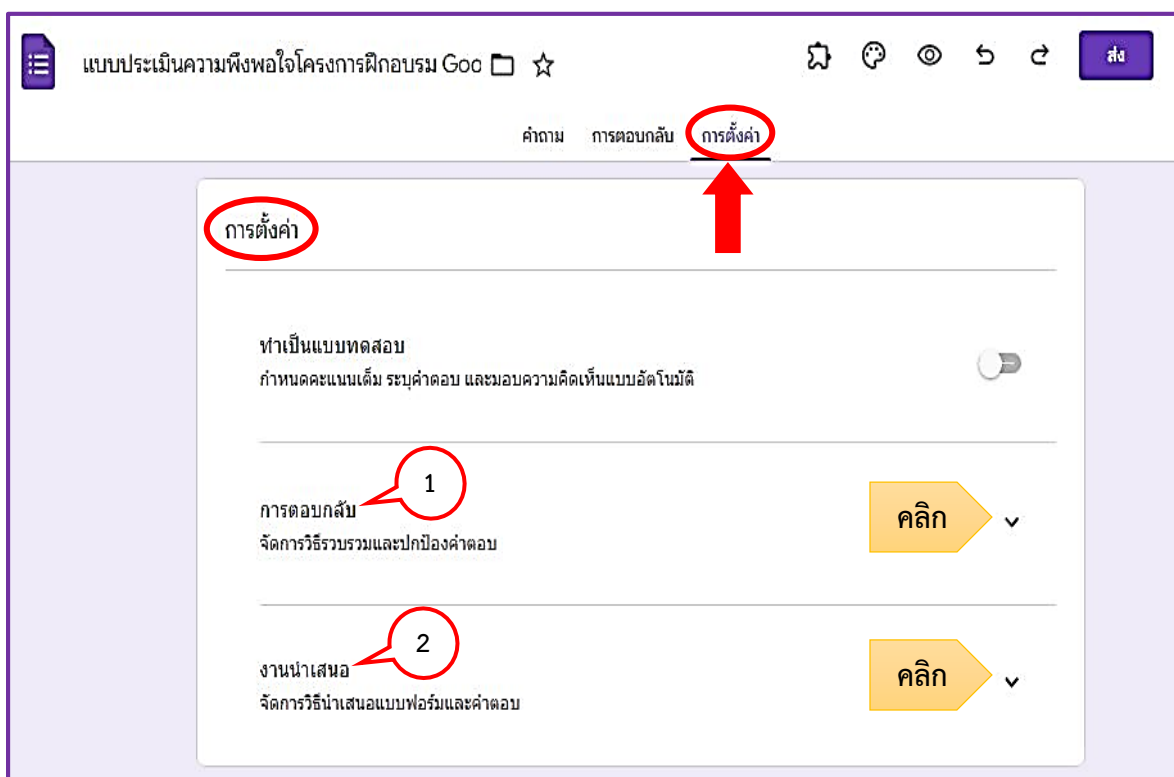 แบบประเมินความพึงพอใจโครงการฝึกอบรม Goo
ส่ง
คำถาม การตอบกลับ การตั้งค่า
การตั้งค่า
ทำเป็นแบบทดสอบ
กำหนดคะแนนเต็ม ระบุคำตอบ และมอบความคิดเห็นแบบอัตโนมัติ
1
การตอบกลับ
คลิก
จัดการวิธีรวบรวมและปกป้องคำตอบ
2
งานนำเสนอ
คลิก
จัดการวิธีนำเสนอแบบฟอร์มและคำตอบ